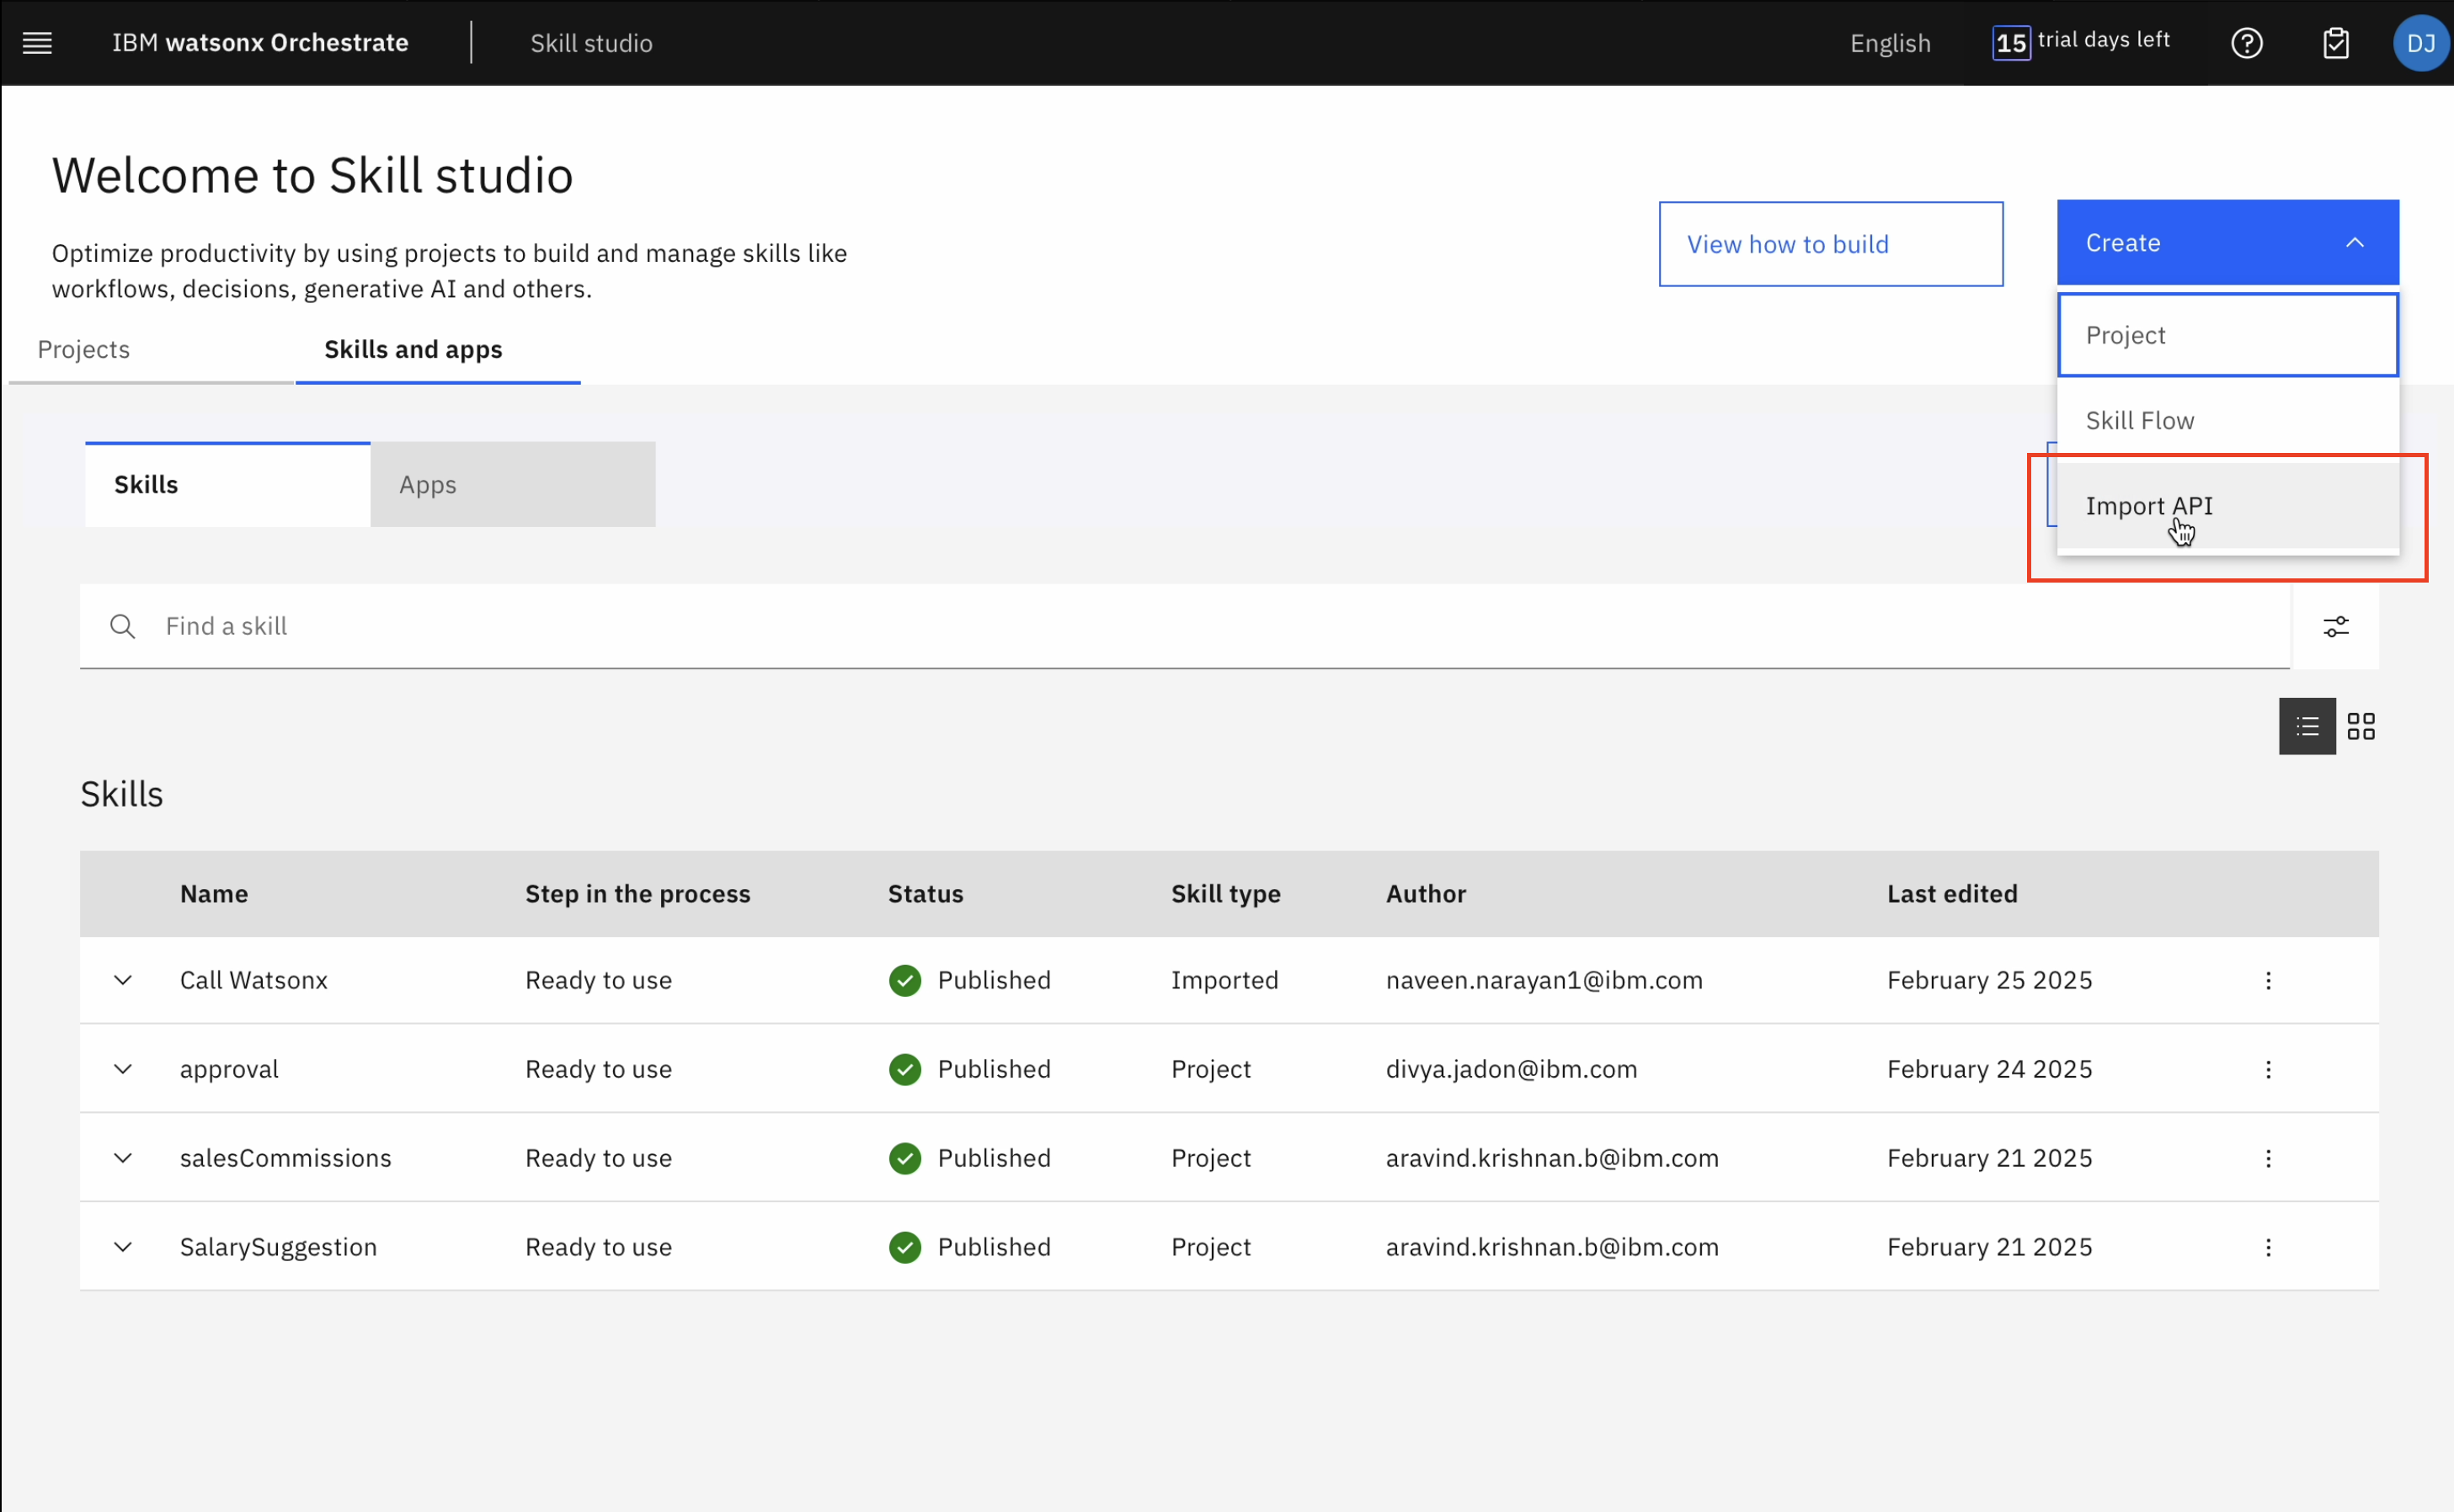 IBM watsonx Orchestrate
Skill studio
English
15 trial days left
DJ
Welcome to Skill studio
Optimize productivity by using projects to build and manage skills like
workflows, decisions, generative AI and others.
View how to build
Create
Project
Skill Flow
Import API
Projects
Skills and apps
Skills
Apps
Find a skill
Skills
Name Step in the process Status Skill type Author Last edited
Call Watsonx Ready to use Published Imported naveen.narayan1@ibm.com February 25 2025
approval Ready to use Published Project divya.jadon@ibm.com February 24 2025
salesCommissions Ready to use Published Project aravind.krishnan.b@ibm.com February 21 2025
SalarySuggestion Ready to use Published Project aravind.krishnan.b@ibm.com February 21 2025